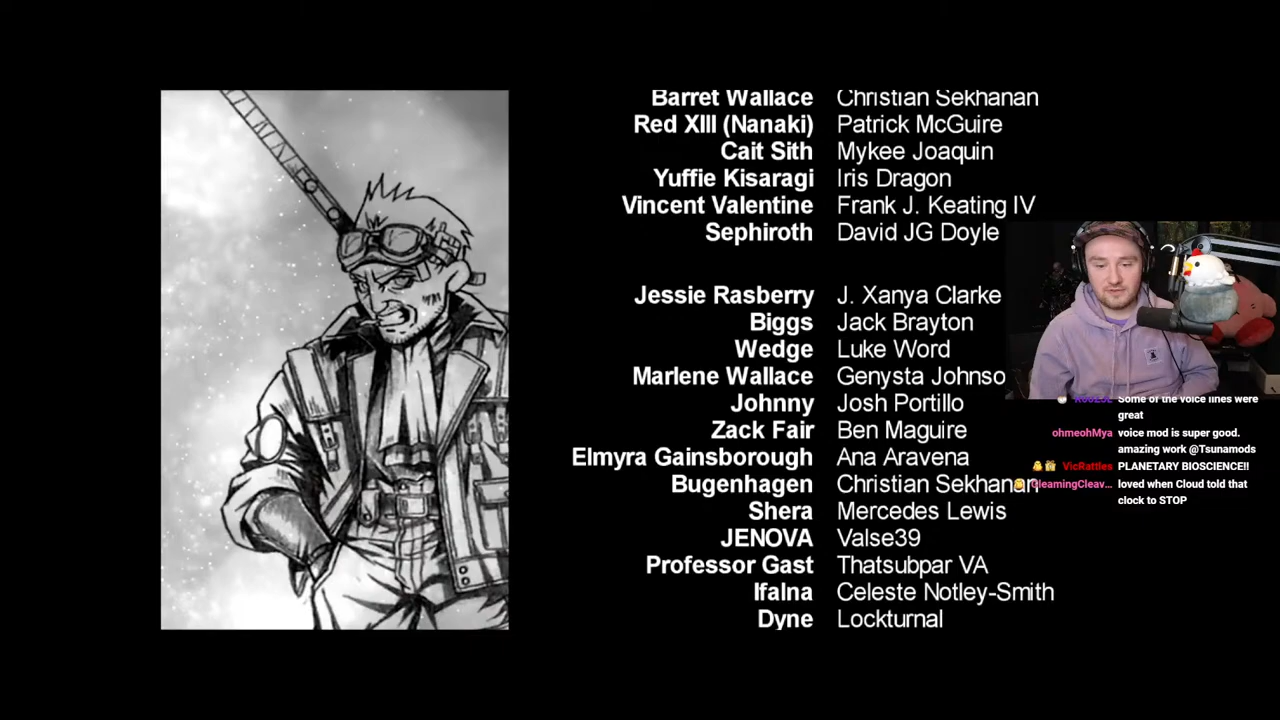 Barret Wallace Christian Sekhanan
Red XIII (Nanaki) Patrick McGuire
Cait Sith Mykee Joaquin
Yuffie Kisaragi Iris Dragon
Vincent Valentine Frank J. Keating IV
Sephiroth David JG Doyle
Jessie Rasberry J. Xanya Clarke
Biggs Jack Brayton
Wedge Luke Word
Marlene Wallace Genysta Johnso
Johnny Josh Portillo
Zack Fair Ben Maguire
Elmyra Gainsborough Ana Aravena
Bugenhagen Christian Sekhanan
Shera Mercedes Lewis
JENOVA Valse39
Professor Gast Thatsubpar VA
Ifalna Celeste Notley-Smith
Dyne Lockturnal
Some of the voice lines were
great
ohmeohMya voice mod is super good.
amazing work @Tsunamods
VicRattles PLANETARY BIOSCIENCE!!
GleamingCleav... loved when Cloud told that
clock to STOP